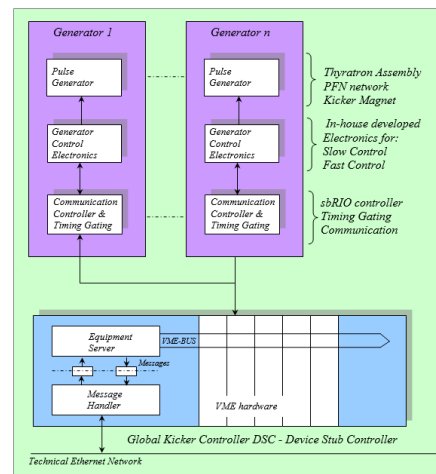 Generator 1
Generator n
Pulse
Generator
Pulse
Generator
Thyratron Assembly
PFN network
Kicker Magnet
Generator
Control
Electronics
Generator
Control
Electronics
In-house developed
Electronics for:
Slow Control
Fast Control
Communication
Controller &
Timing Gating
Communication
Controller &
Timing Gating
sbRIO controller
Timing Gating
Communication
Equipment
Server
VME-BUS
Messages
Message
Handler
VME hardware
Global Kicker Controller DSC - Device Stub Controller
Technical Ethernet Network